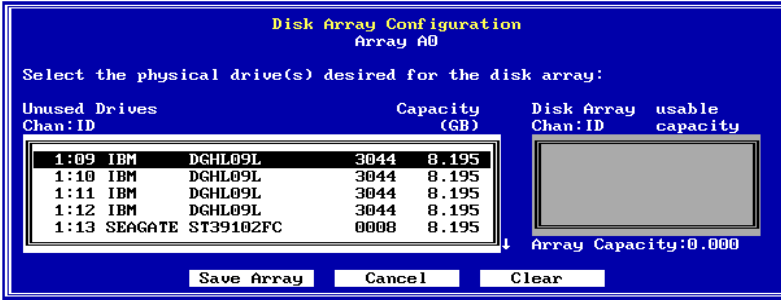 Disk Array Configuration
Array A0
Select the physical drive(s) desired for the disk array:
Unused Drives Capacity Disk Array usable
Chan:ID (GB) Chan:ID capacity
1:09 IBM DGHL09L 3044 8.195
1:10 IBM DGHL09L 3044 8.195
1:11 IBM DGHL09L 3044 8.195
1:12 IBM DGHL09L 3044 8.195
1:13 SEAGATE ST39102FC 0008 8.195
↓ Array Capacity:0.000
Save Array Cancel Clear